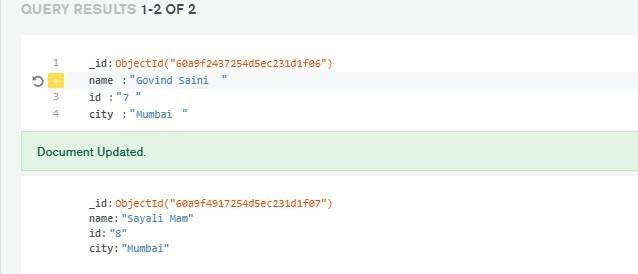 QUERY RESULTS 1-2 OF 2
1 _id: ObjectId("60a9f2437254d5ec231d1f06")
+ name : "Govind Saini  "
3 id : "7 "
4 city : "Mumbai "
Document Updated.
_id: ObjectId("60a9f4917254d5ec231d1f07")
name: "Sayali Mam"
id: "8"
city: "Mumbai"